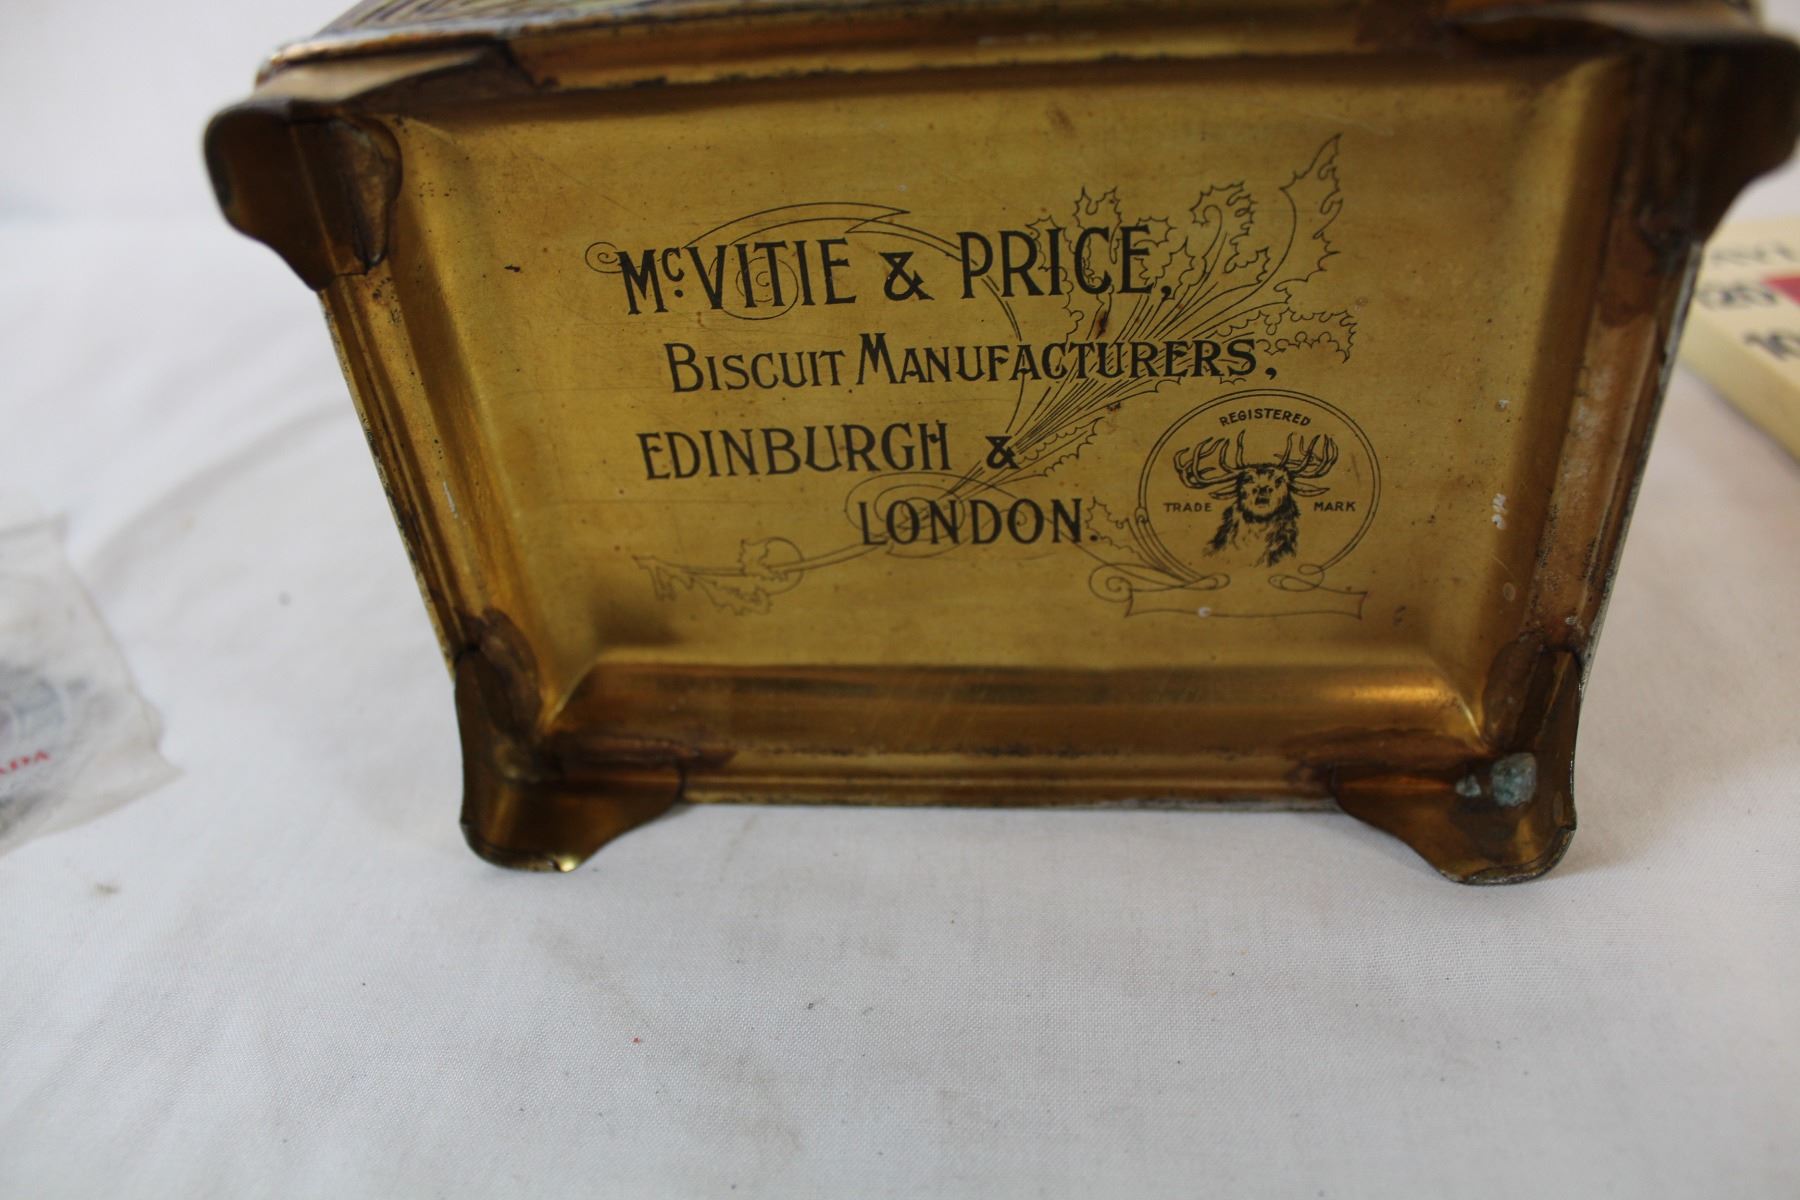 McVITIE & PRICE,
BISCUIT MANUFACTURERS,
EDINBURGH &
LONDON.
REGISTERED
TRADE MARK